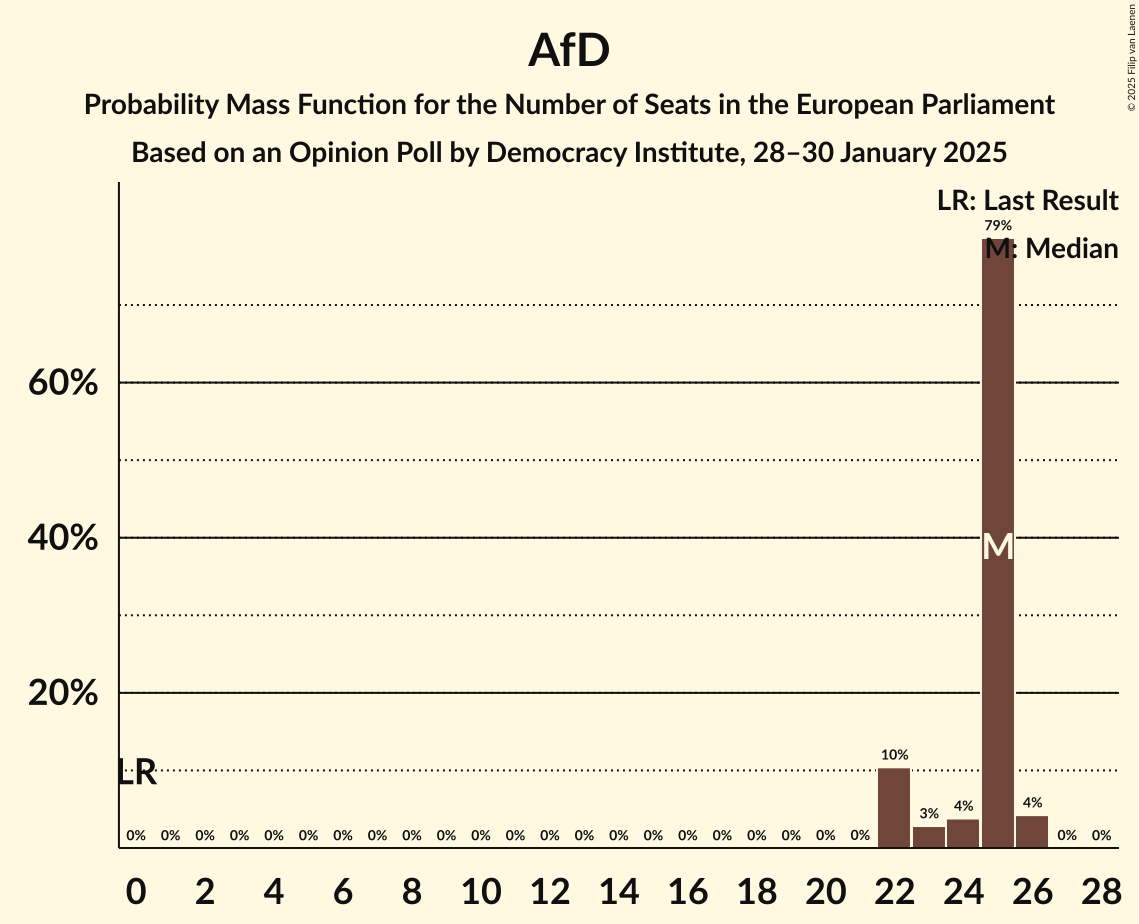 AfD
Probability Mass Function for the Number of Seats in the European Parliament
Based on an Opinion Poll by Democracy Institute, 28–30 January 2025
© 2025 Filip van Laenen
LR: Last Result
M: Median
79%
60%
40%
20%
M
LR
0% 0% 0% 0% 0% 0% 0% 0% 0% 0% 0% 0% 0% 0% 0% 0% 0% 0% 0% 0% 0% 0% 10% 3% 4% 4% 0% 0%
0 2 4 6 8 10 12 14 16 18 20 22 24 26 28